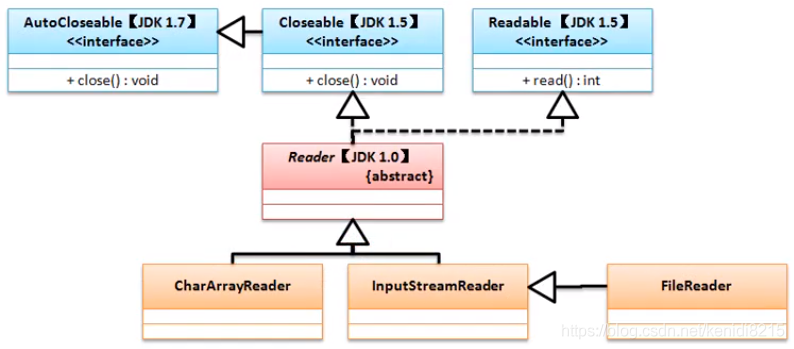 AutoCloseable【JDK 1.7】
<<interface>>
+ close() : void
Closeable【JDK 1.5】
<<interface>>
+ close() : void
Readable【JDK 1.5】
<<interface>>
+ read() : int
Reader【JDK 1.0】
{abstract}
CharArrayReader
InputStreamReader
FileReader
https://blog.csdn.net/kenidi8215